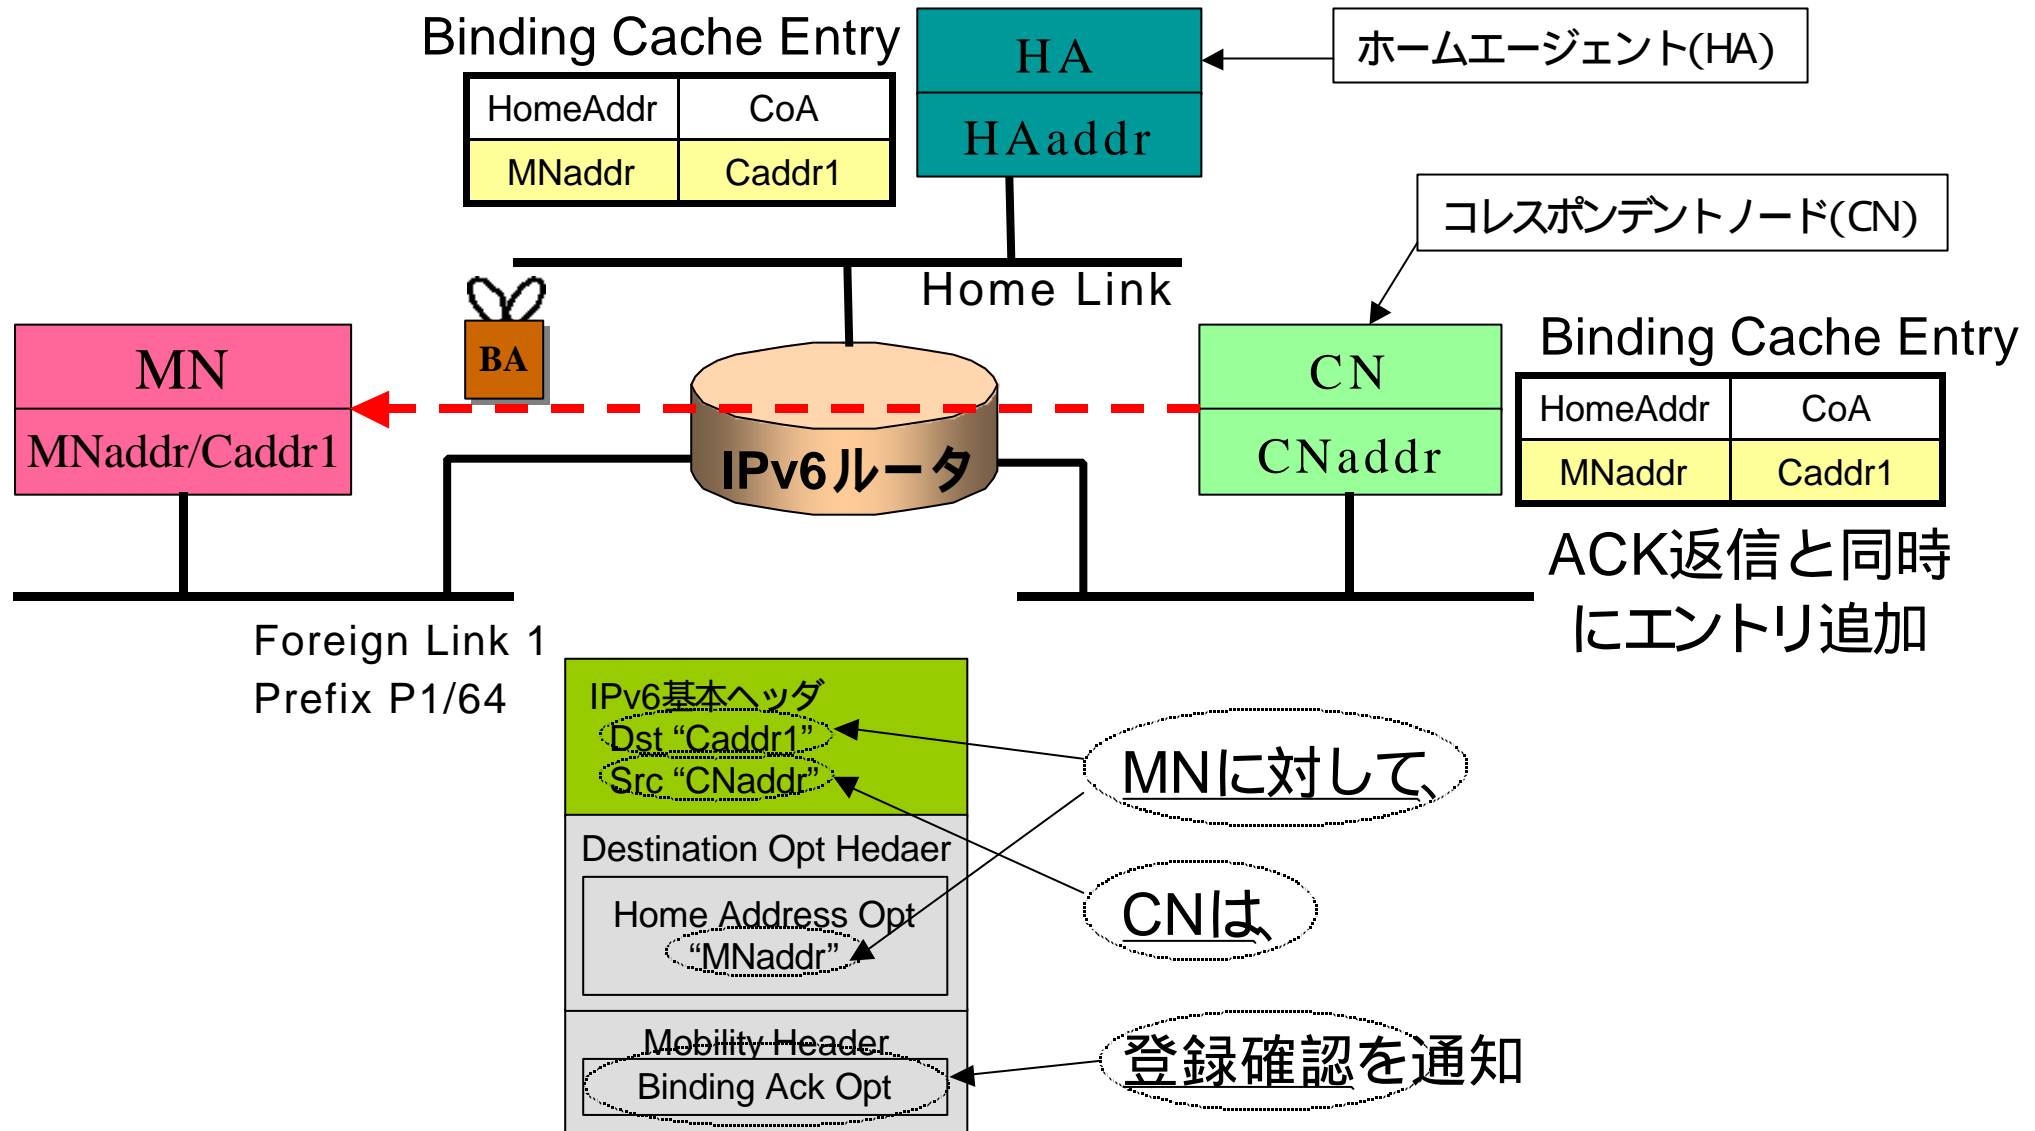 Binding Cache Entry
HomeAddr CoA
MNaddr Caddr1
HA
HAaddr
ホームエージェント(HA)
コレスポンデントノード(CN)
Home Link
MN
MNaddr/Caddr1
BA
IPv6ルータ
CN
CNaddr
Binding Cache Entry
HomeAddr CoA
MNaddr Caddr1
ACK返信と同時
にエントリ追加
Foreign Link 1
Prefix P1/64
IPv6基本ヘッダ
Dst “Caddr1”
Src “CNaddr”
Destination Opt Hedaer
Home Address Opt
“MNaddr”
Mobility Header
Binding Ack Opt
MNに対して、
CNは、
登録確認を通知